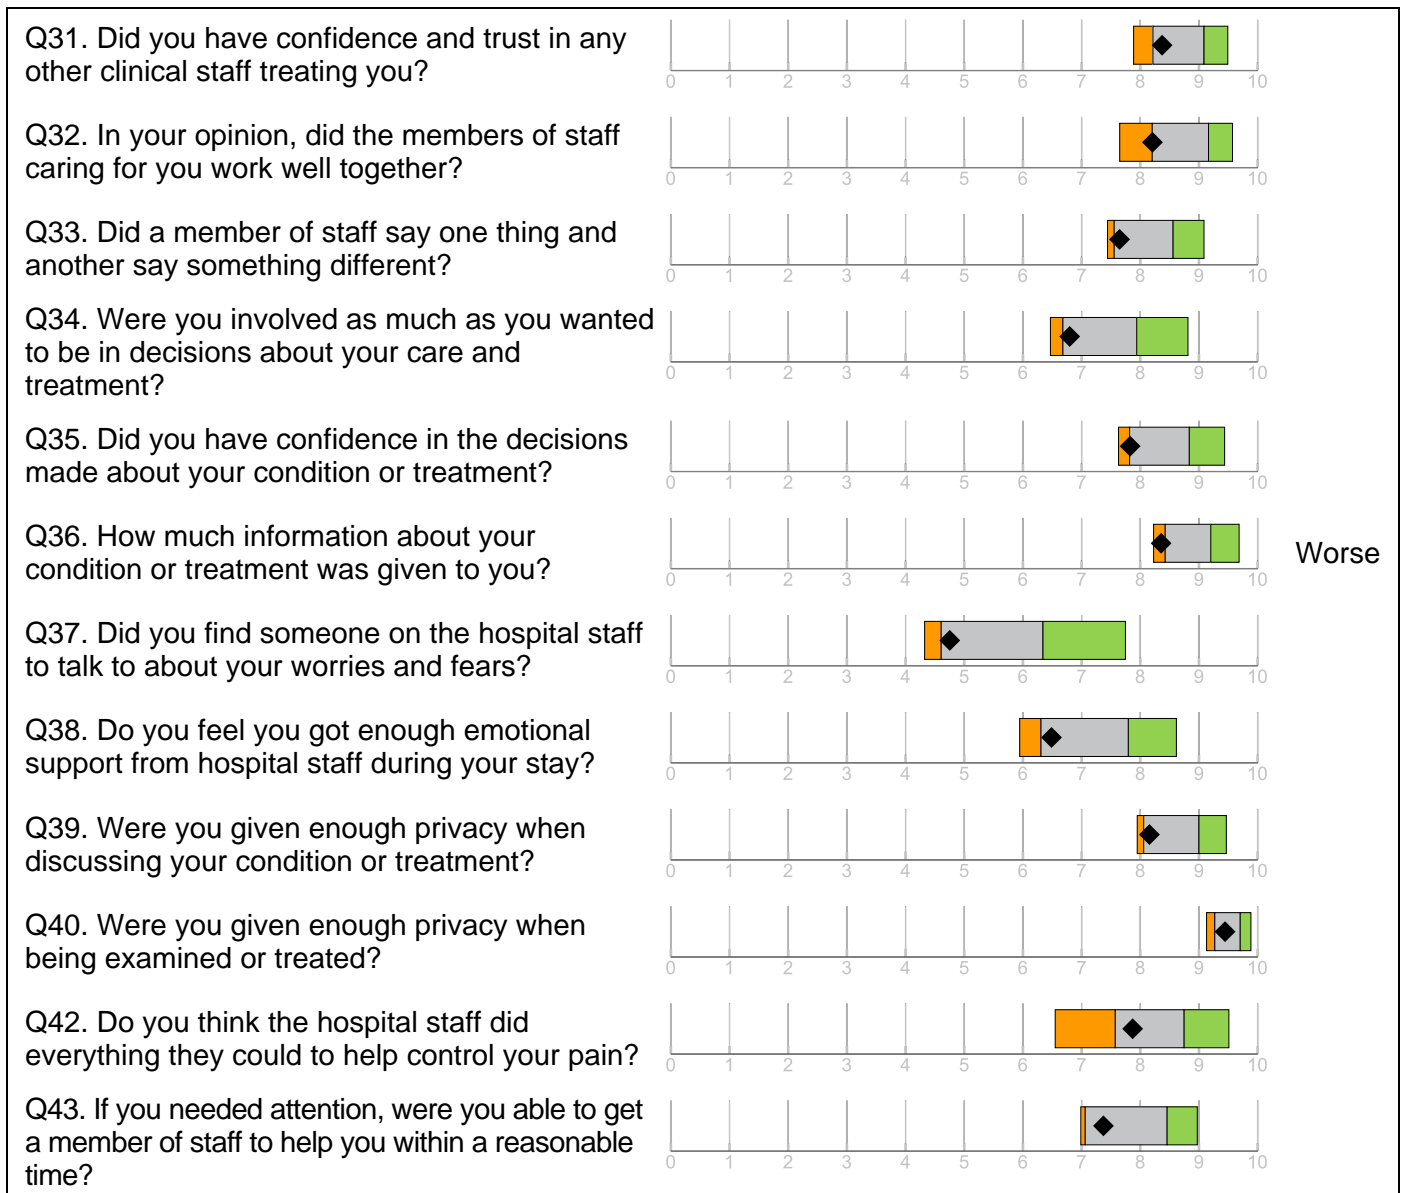 Q31. Did you have confidence and trust in any
other clinical staff treating you?
0 1 2 3 4 5 6 7 8 9 10
Q32. In your opinion, did the members of staff
caring for you work well together?
0 1 2 3 4 5 6 7 8 9 10
Q33. Did a member of staff say one thing and
another say something different?
0 1 2 3 4 5 6 7 8 9 10
Q34. Were you involved as much as you wanted
to be in decisions about your care and
treatment?
0 1 2 3 4 5 6 7 8 9 10
Q35. Did you have confidence in the decisions
made about your condition or treatment?
0 1 2 3 4 5 6 7 8 9 10
Q36. How much information about your
condition or treatment was given to you?
Worse
0 1 2 3 4 5 6 7 8 9 10
Q37. Did you find someone on the hospital staff
to talk to about your worries and fears?
0 1 2 3 4 5 6 7 8 9 10
Q38. Do you feel you got enough emotional
support from hospital staff during your stay?
0 1 2 3 4 5 6 7 8 9 10
Q39. Were you given enough privacy when
discussing your condition or treatment?
0 1 2 3 4 5 6 7 8 9 10
Q40. Were you given enough privacy when
being examined or treated?
0 1 2 3 4 5 6 7 8 9 10
Q42. Do you think the hospital staff did
everything they could to help control your pain?
0 1 2 3 4 5 6 7 8 9 10
Q43. If you needed attention, were you able to get
a member of staff to help you within a reasonable
time?
0 1 2 3 4 5 6 7 8 9 10